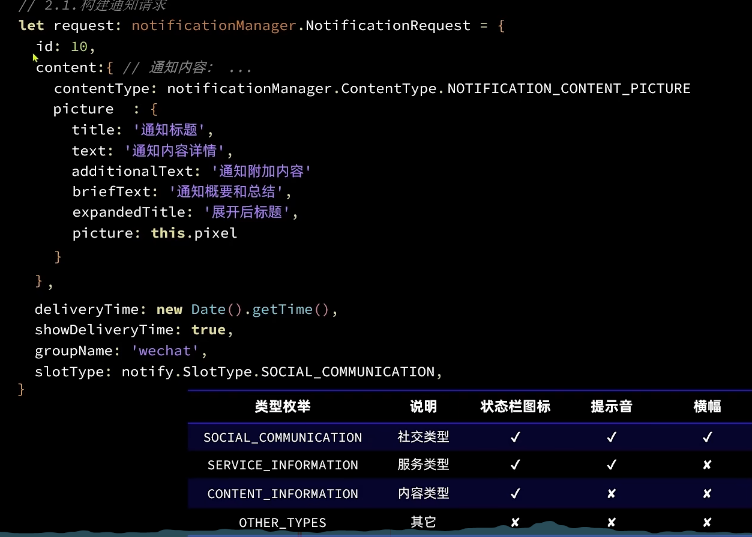 // 2.1.构建通知请求
let request: notificationManager.NotificationRequest = {
id: 10,
content:{ // 通知内容： ...
contentType: notificationManager.ContentType.NOTIFICATION_CONTENT_PICTURE
picture : {
title: '通知标题',
text: '通知内容详情',
additionalText: '通知附加内容'
briefText: '通知概要和总结',
expandedTitle: '展开后标题',
picture: this.pixel
}
},
deliveryTime: new Date().getTime(),
showDeliveryTime: true,
groupName: 'wechat',
slotType: notify.SlotType.SOCIAL_COMMUNICATION,
}
类型枚举 说明 状态栏图标 提示音 横幅
SOCIAL_COMMUNICATION 社交类型 ✓ ✓ ✓
SERVICE_INFORMATION 服务类型 ✓ ✓ ✘
CONTENT_INFORMATION 内容类型 ✓ ✘ ✘
OTHER_TYPES 其它 ✘ ✘ ✘